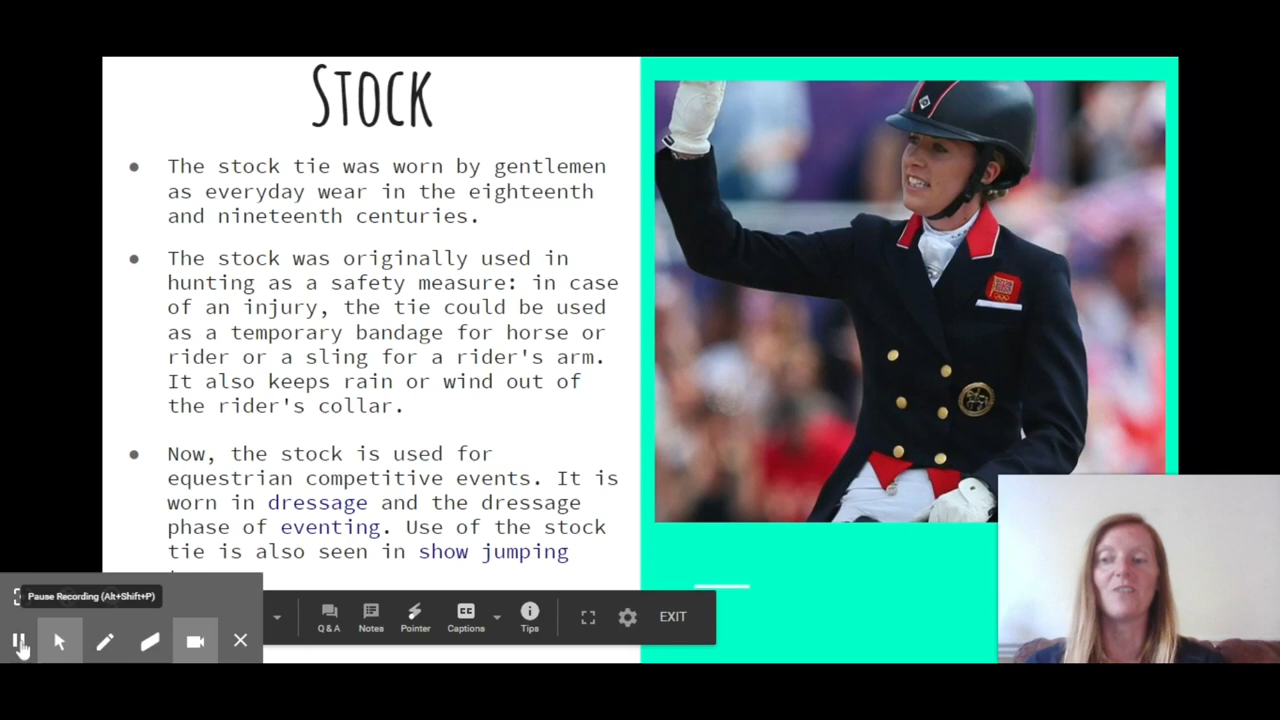 Stock
● The stock tie was worn by gentlemen
as everyday wear in the eighteenth
and nineteenth centuries.
● The stock was originally used in
hunting as a safety measure: in case
of an injury, the tie could be used
as a temporary bandage for horse or
rider or a sling for a rider's arm.
It also keeps rain or wind out of
the rider's collar.
● Now, the stock is used for
equestrian competitive events. It is
worn in dressage and the dressage
phase of eventing. Use of the stock
tie is also seen in show jumping
Pause Recording (Alt+Shift+P)
Q&A Notes Pointer CC Captions Tips EXIT